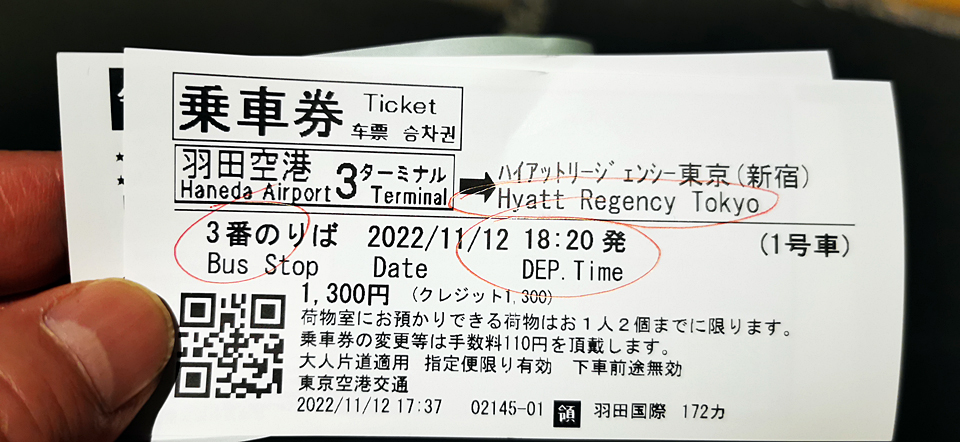 乗車券 Ticket
车票 승차권
羽田空港 3 ターミナル
Haneda Airport Terminal
ハイアットリージェンシー東京(新宿)
Hyatt Regency Tokyo
3番のりば 2022/11/12 18:20発 (1号車)
Bus Stop Date DEP.Time
1,300円 (クレジット1,300)
荷物室にお預かりできる荷物はお1人2個までに限ります。
乗車券の変更等は手数料110円を頂戴します。
大人片道適用 指定便限り有効 下車前途無効
東京空港交通
2022/11/12 17:37 02145-01 領 羽田国際 172カ